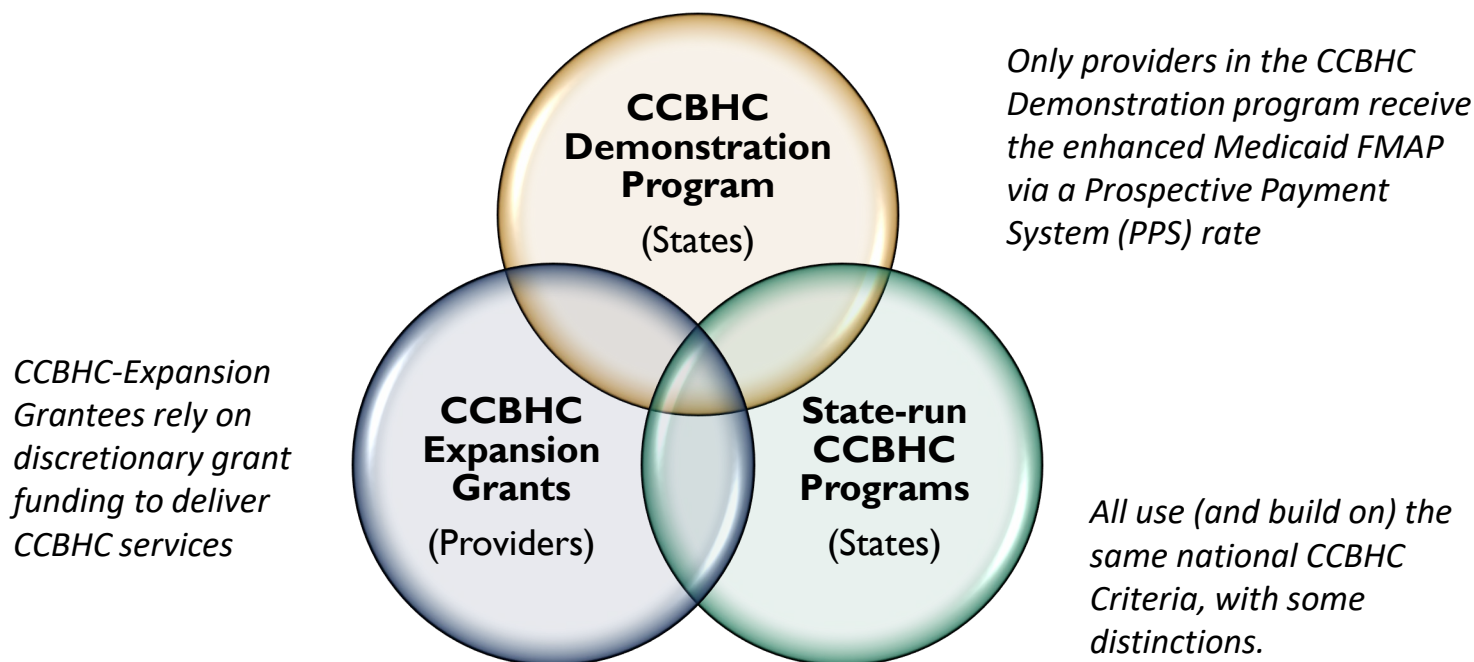 CCBHC
Demonstration
Program
(States)
Only providers in the CCBHC
Demonstration program receive
the enhanced Medicaid FMAP
via a Prospective Payment
System (PPS) rate
CCBHC-Expansion
Grantees rely on
discretionary grant
funding to deliver
CCBHC services
CCBHC
Expansion
Grants
(Providers)
State-run
CCBHC
Programs
(States)
All use (and build on) the
same national CCBHC
Criteria, with some
distinctions.